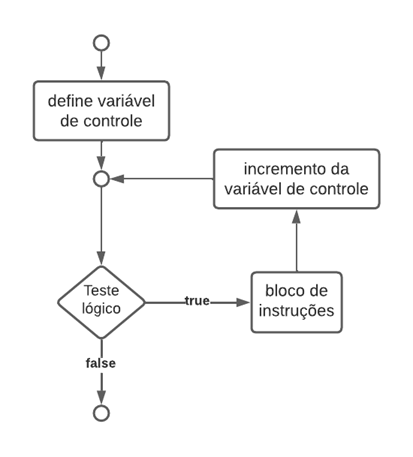 define variável
de controle
incremento da
variável de controle
Teste
lógico
true
bloco de
instruções
false